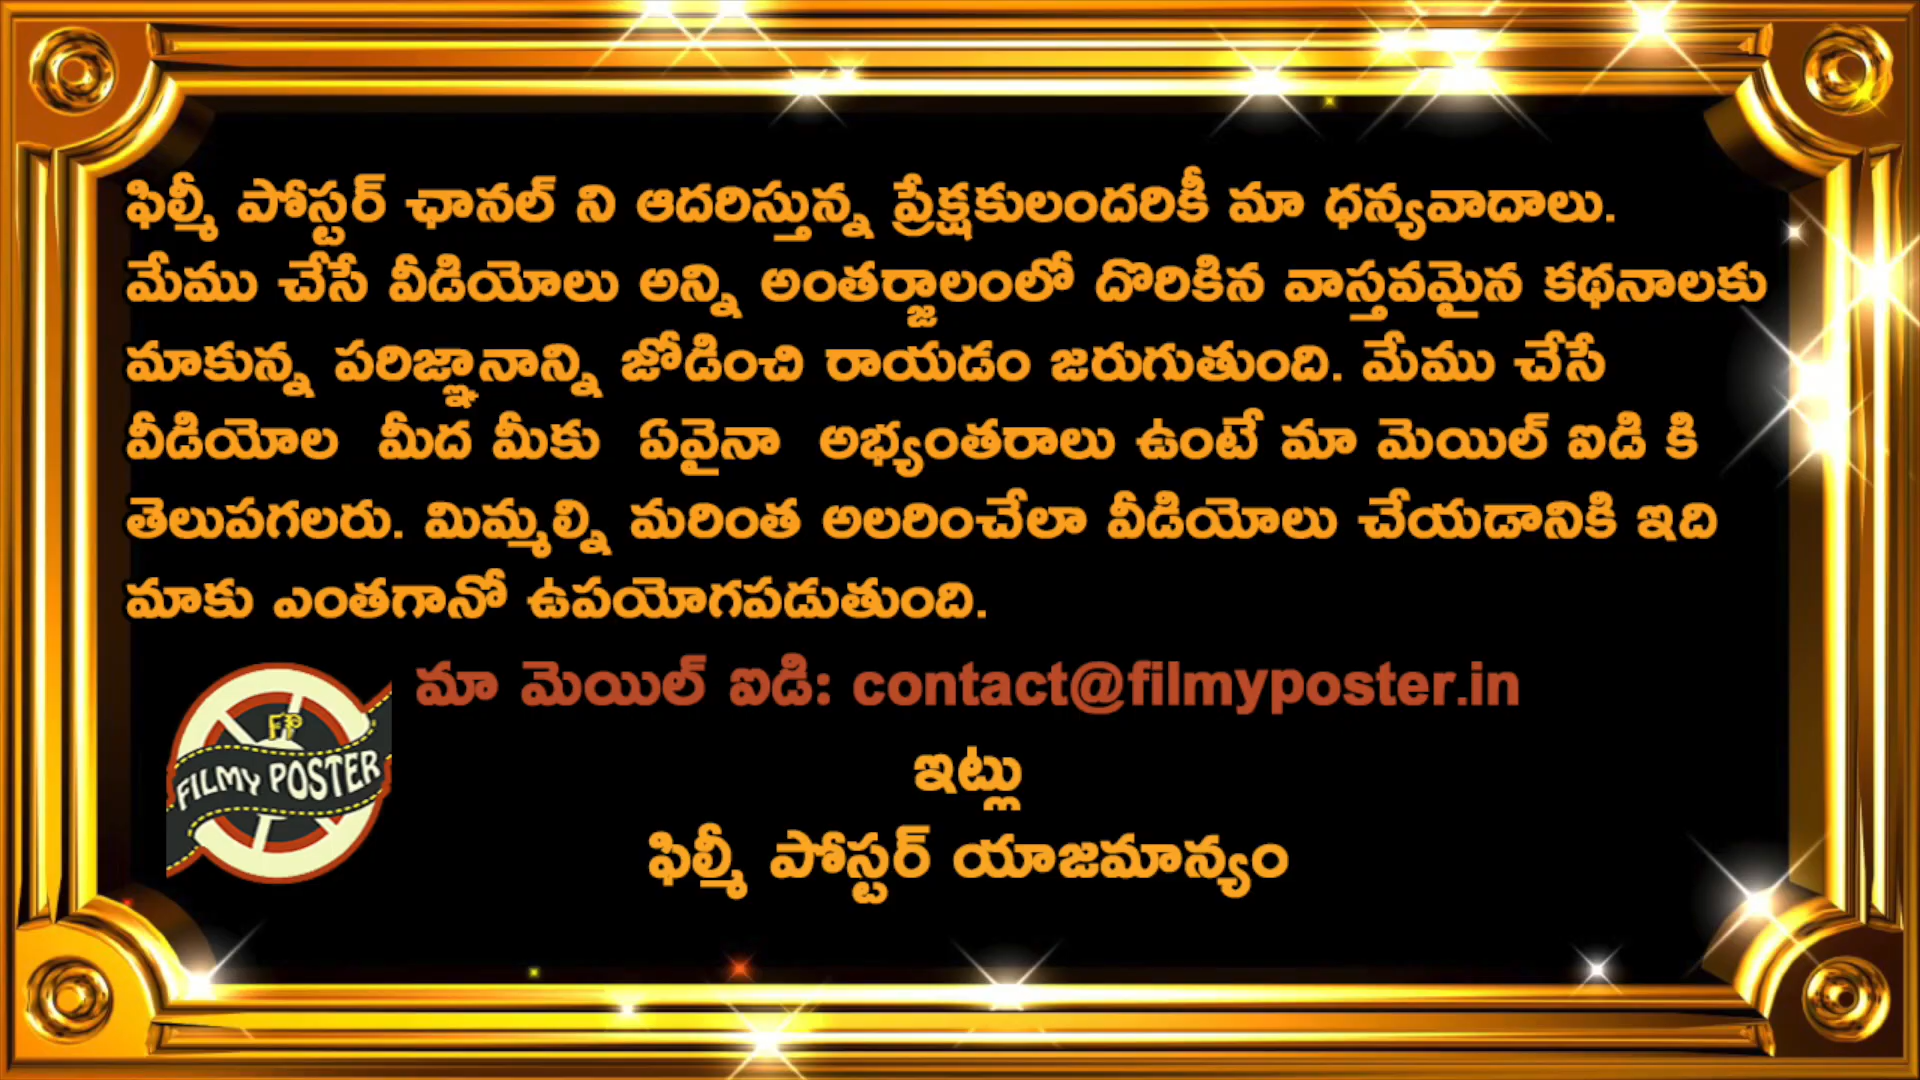 ఫిల్మీ పోస్టర్ ఛానల్ ని ఆదరిస్తున్న ప్రేక్షకులందరికీ మా ధన్యవాదాలు.
మేము చేసే వీడియోలు అన్ని అంతర్జాలంలో దొరికిన వాస్తవమైన కథనాలకు
మాకున్న పరిజ్ఞానాన్ని జోడించి రాయడం జరుగుతుంది. మేము చేసే
వీడియోల మీద మీకు ఏవైనా అభ్యంతరాలు ఉంటే మా మెయిల్ ఐడి కి
తెలుపగలరు. మిమ్మల్ని మరింత అలరించేలా వీడియోలు చేయడానికి ఇది
మాకు ఎంతగానో ఉపయోగపడుతుంది.
మా మెయిల్ ఐడి: contact@filmyposter.in
FP
FILMY POSTER
ఇట్లు
ఫిల్మీ పోస్టర్ యాజమాన్యం